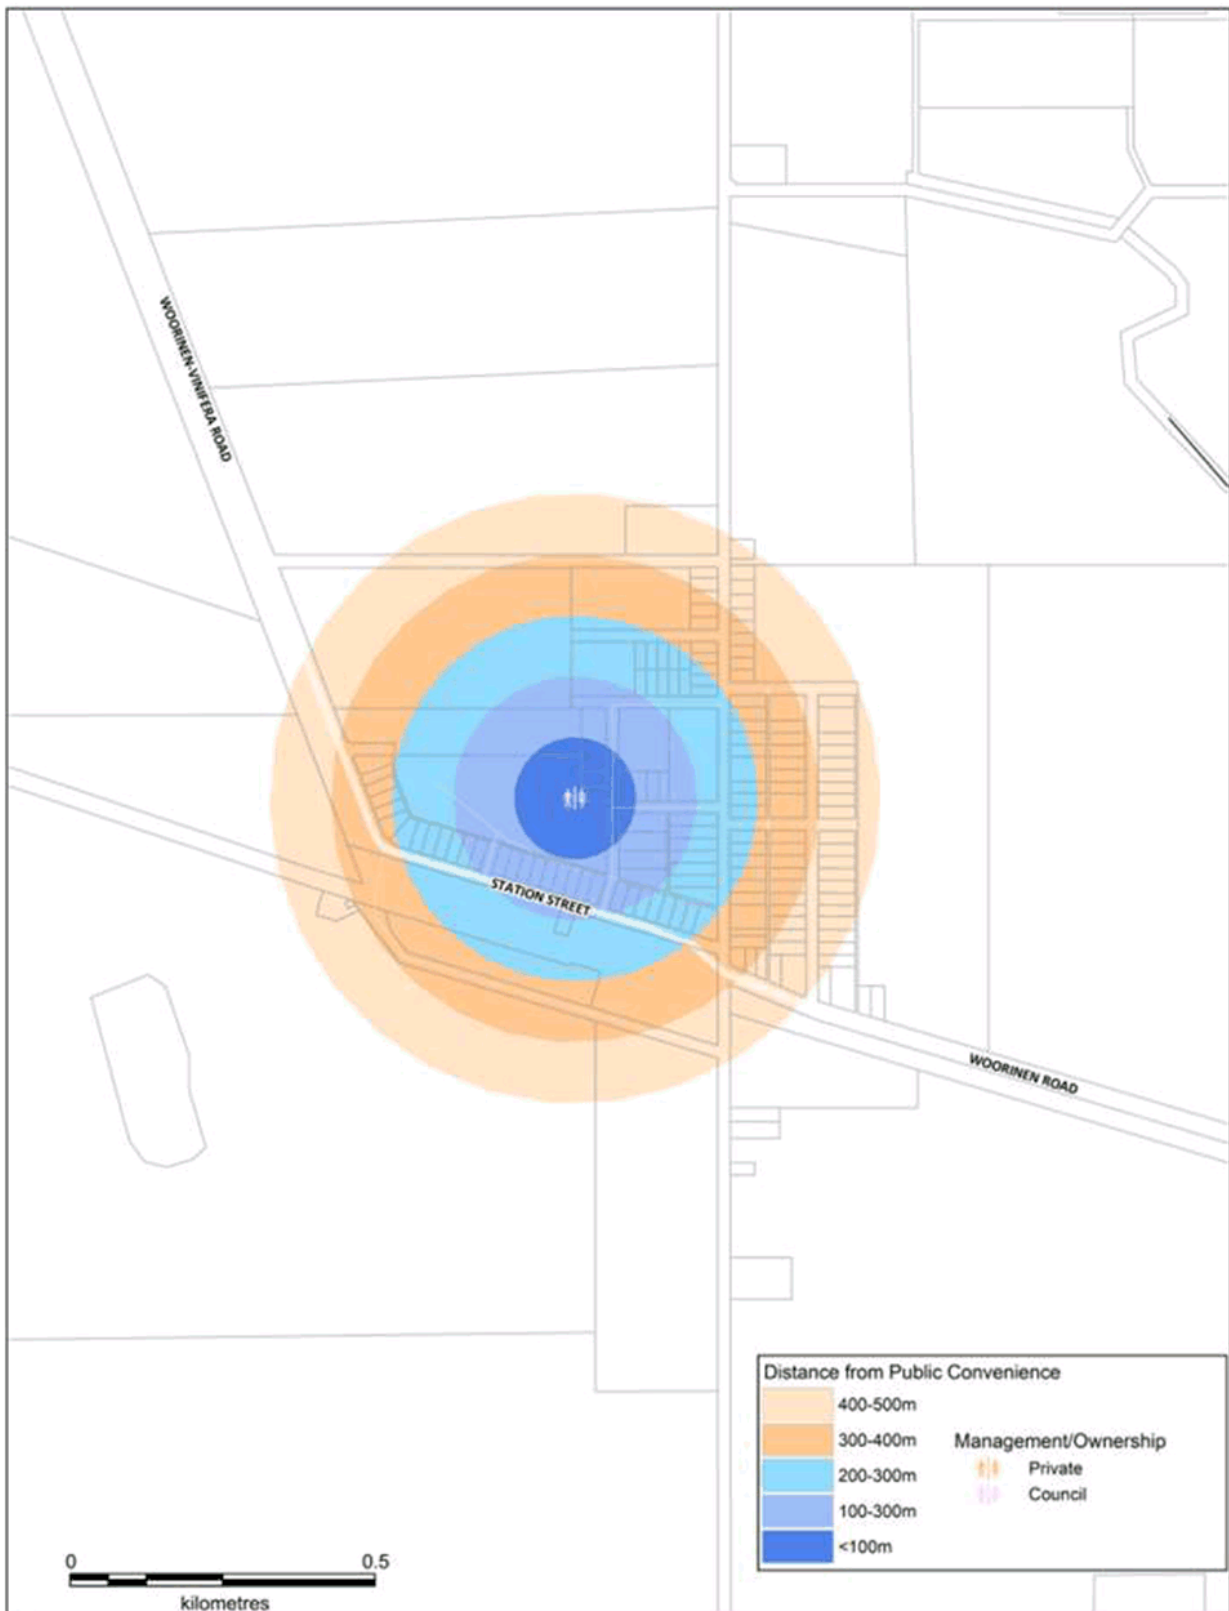 WOORINEN-VINIFERA ROAD
STATION STREET
WOORINEN ROAD
Distance from Public Convenience
400-500m
300-400m
200-300m
100-300m
<100m
Management/Ownership
Private
Council
0 0.5
kilometres